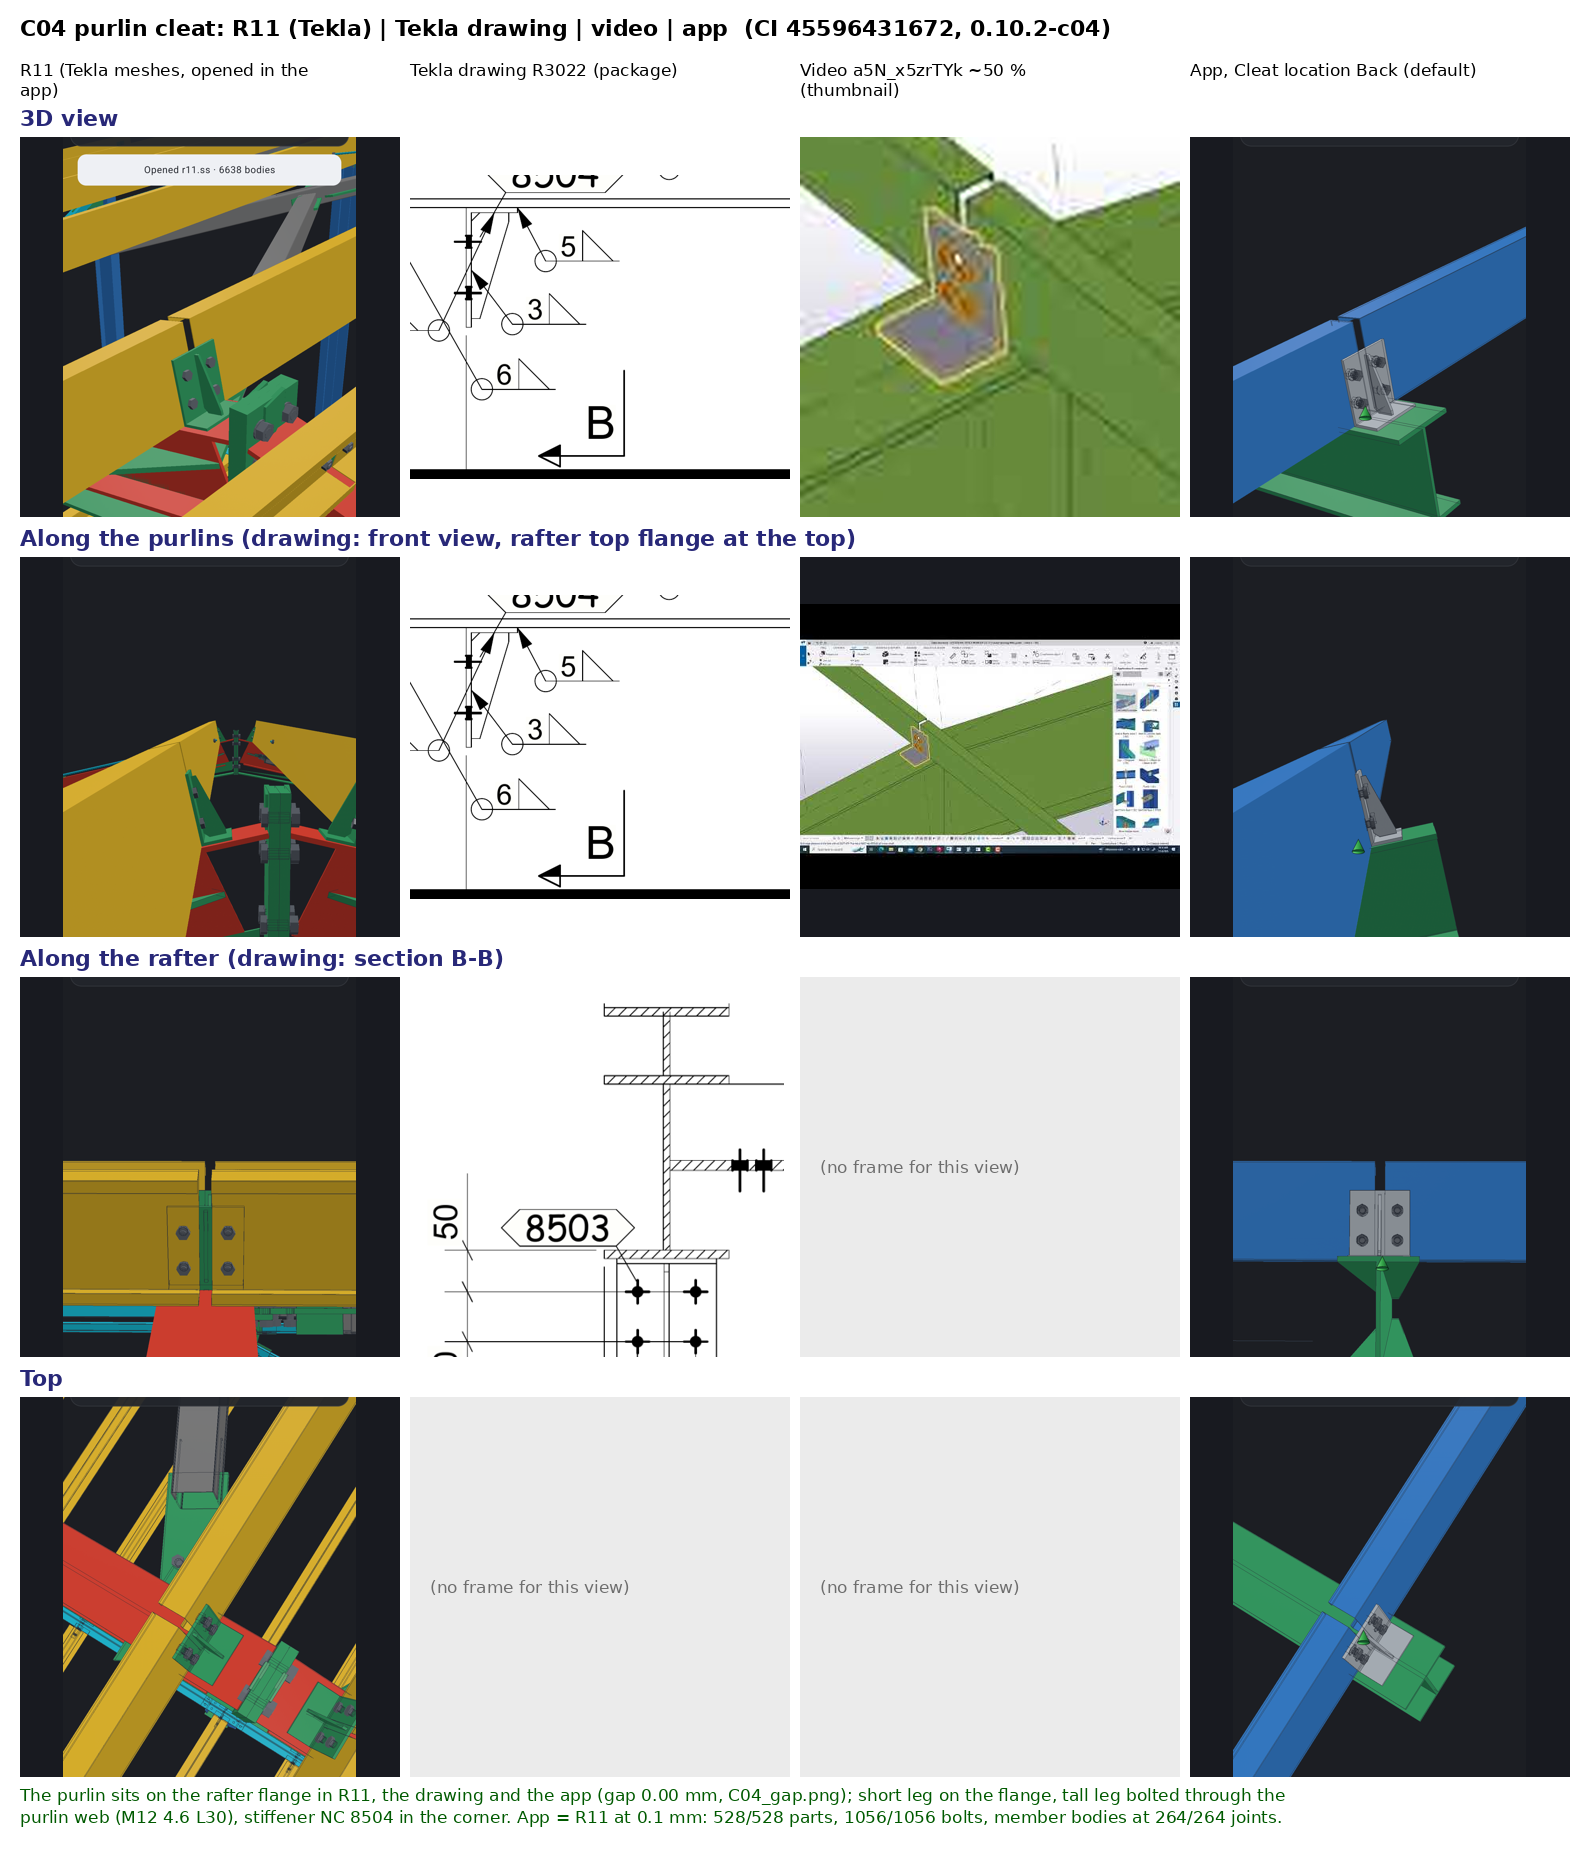 C04 purlin cleat: R11 (Tekla) | Tekla drawing | video | app  (CI 45596431672, 0.10.2-c04)
R11 (Tekla meshes, opened in the
app)
Tekla drawing R3022 (package)
Video a5N_x5zrTYk ~50 %
(thumbnail)
App, Cleat location Back (default)
3D view
Opened r11.ss · 6638 bodies
8504
5
3
6
B
Along the purlins (drawing: front view, rafter top flange at the top)
8504
5
3
6
B
Along the rafter (drawing: section B-B)
50
8503
(no frame for this view)
Top
(no frame for this view)
(no frame for this view)
The purlin sits on the rafter flange in R11, the drawing and the app (gap 0.00 mm, C04_gap.png); short leg on the flange, tall leg bolted through the
purlin web (M12 4.6 L30), stiffener NC 8504 in the corner. App = R11 at 0.1 mm: 528/528 parts, 1056/1056 bolts, member bodies at 264/264 joints.